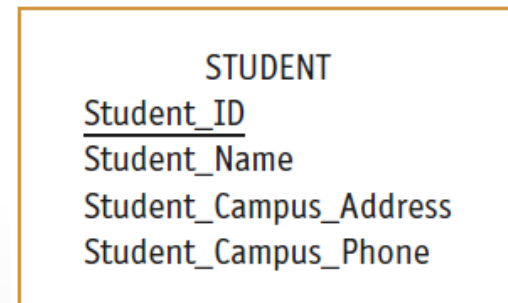 STUDENT
Student_ID
Student_Name
Student_Campus_Address
Student_Campus_Phone